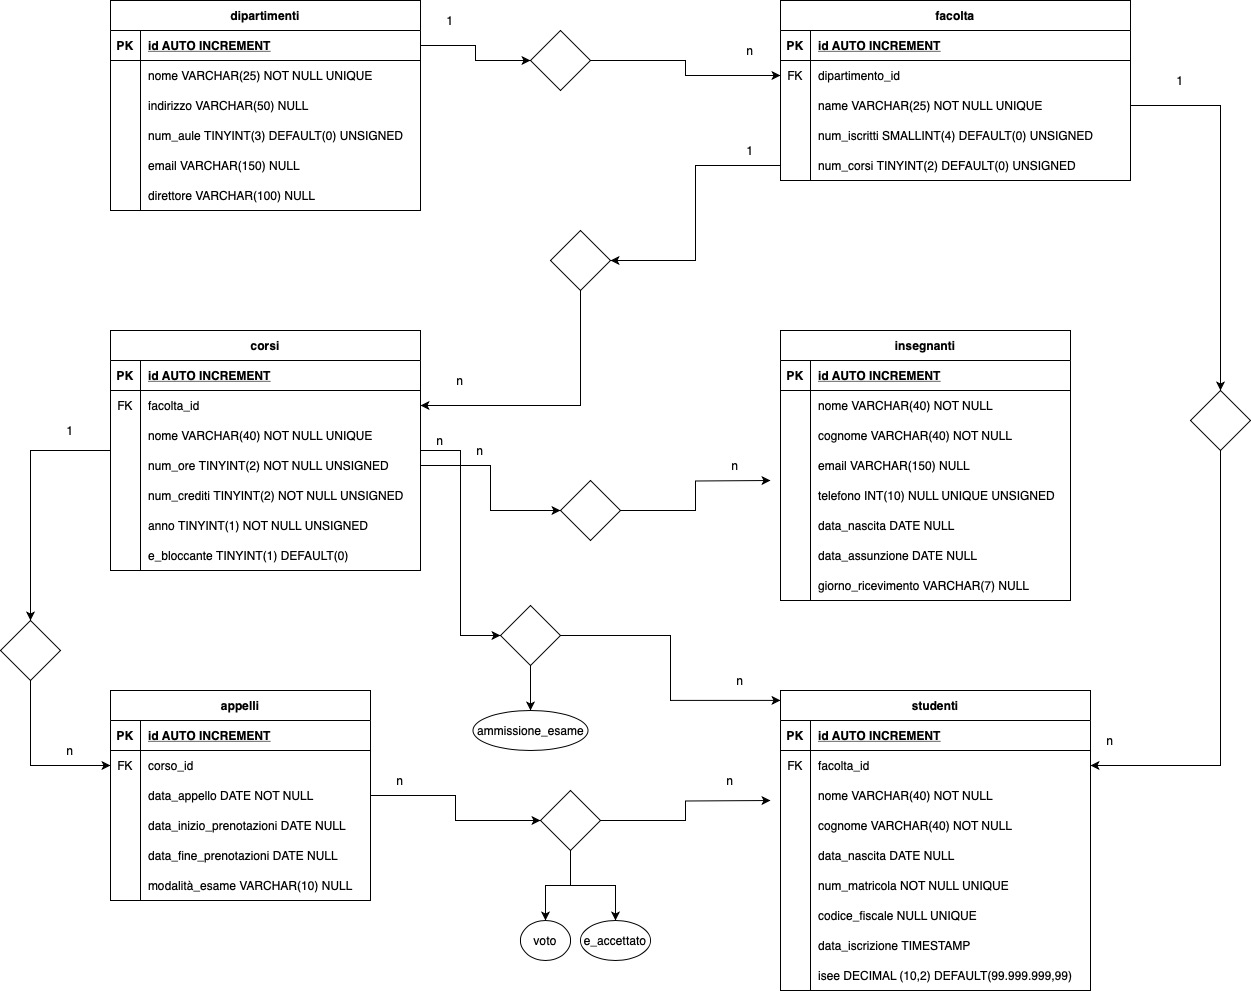 dipartimenti
PK id AUTO INCREMENT
nome VARCHAR(25) NOT NULL UNIQUE
indirizzo VARCHAR(50) NULL
num_aule TINYINT(3) DEFAULT(0) UNSIGNED
email VARCHAR(150) NULL
direttore VARCHAR(100) NULL
1
n
facolta
PK id AUTO INCREMENT
FK dipartimento_id
name VARCHAR(25) NOT NULL UNIQUE
num_iscritti SMALLINT(4) DEFAULT(0) UNSIGNED
num_corsi TINYINT(2) DEFAULT(0) UNSIGNED
1
1
n
corsi
PK id AUTO INCREMENT
FK facolta_id
nome VARCHAR(40) NOT NULL UNIQUE
num_ore TINYINT(2) NOT NULL UNSIGNED
num_crediti TINYINT(2) NOT NULL UNSIGNED
anno TINYINT(1) NOT NULL UNSIGNED
e_bloccante TINYINT(1) DEFAULT(0)
1
n
n
n
insegnanti
PK id AUTO INCREMENT
nome VARCHAR(40) NOT NULL
cognome VARCHAR(40) NOT NULL
email VARCHAR(150) NULL
telefono INT(10) NULL UNIQUE UNSIGNED
data_nascita DATE NULL
data_assunzione DATE NULL
giorno_ricevimento VARCHAR(7) NULL
n
ammissione_esame
n
n
appelli
PK id AUTO INCREMENT
FK corso_id
data_appello DATE NOT NULL
data_inizio_prenotazioni DATE NULL
data_fine_prenotazioni DATE NULL
modalità_esame VARCHAR(10) NULL
n
n
voto
e_accettato
studenti
PK id AUTO INCREMENT
FK facolta_id
nome VARCHAR(40) NOT NULL
cognome VARCHAR(40) NOT NULL
data_nascita DATE NULL
num_matricola NOT NULL UNIQUE
codice_fiscale NULL UNIQUE
data_iscrizione TIMESTAMP
isee DECIMAL (10,2) DEFAULT(99.999.999,99)